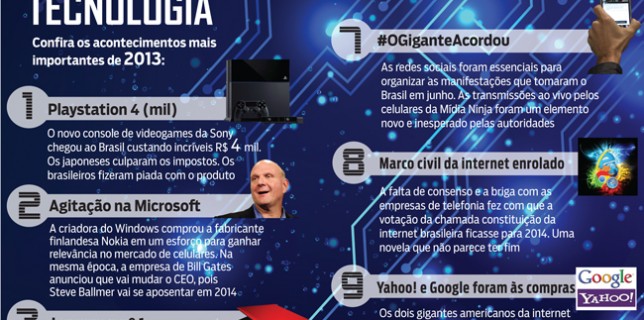 TECNOLOGIA
Confira os acontecimentos mais
importantes de 2013:
1 Playstation 4 (mil)
O novo console de videogames da Sony
chegou ao Brasil custando incríveis R$ 4 mil.
Os japoneses culparam os impostos. Os
brasileiros fizeram piada com o produto
2 Agitação na Microsoft
A criadora do Windows comprou a fabricante
finlandesa Nokia em um esforço para ganhar
relevância no mercado de celulares. Na
mesma época, a empresa de Bill Gates
anunciou que vai mudar o CEO, pois
Steve Ballmer vai se aposentar em 2014
3
7 #OGiganteAcordou
As redes sociais foram essenciais para
organizar as manifestações que tomaram o
Brasil em junho. As transmissões ao vivo pelos
celulares da Mídia Ninja foram um elemento
novo e inesperado pelas autoridades
8 Marco civil da internet enrolado
A falta de consenso e a briga com as
empresas de telefonia fez com que a
votação da chamada constituição da
internet brasileira ficasse para 2014. Uma
novela que não parece ter fim
9 Yahoo! e Google foram às compras
Google
YAHOO!
Os dois gigantes americanos da internet